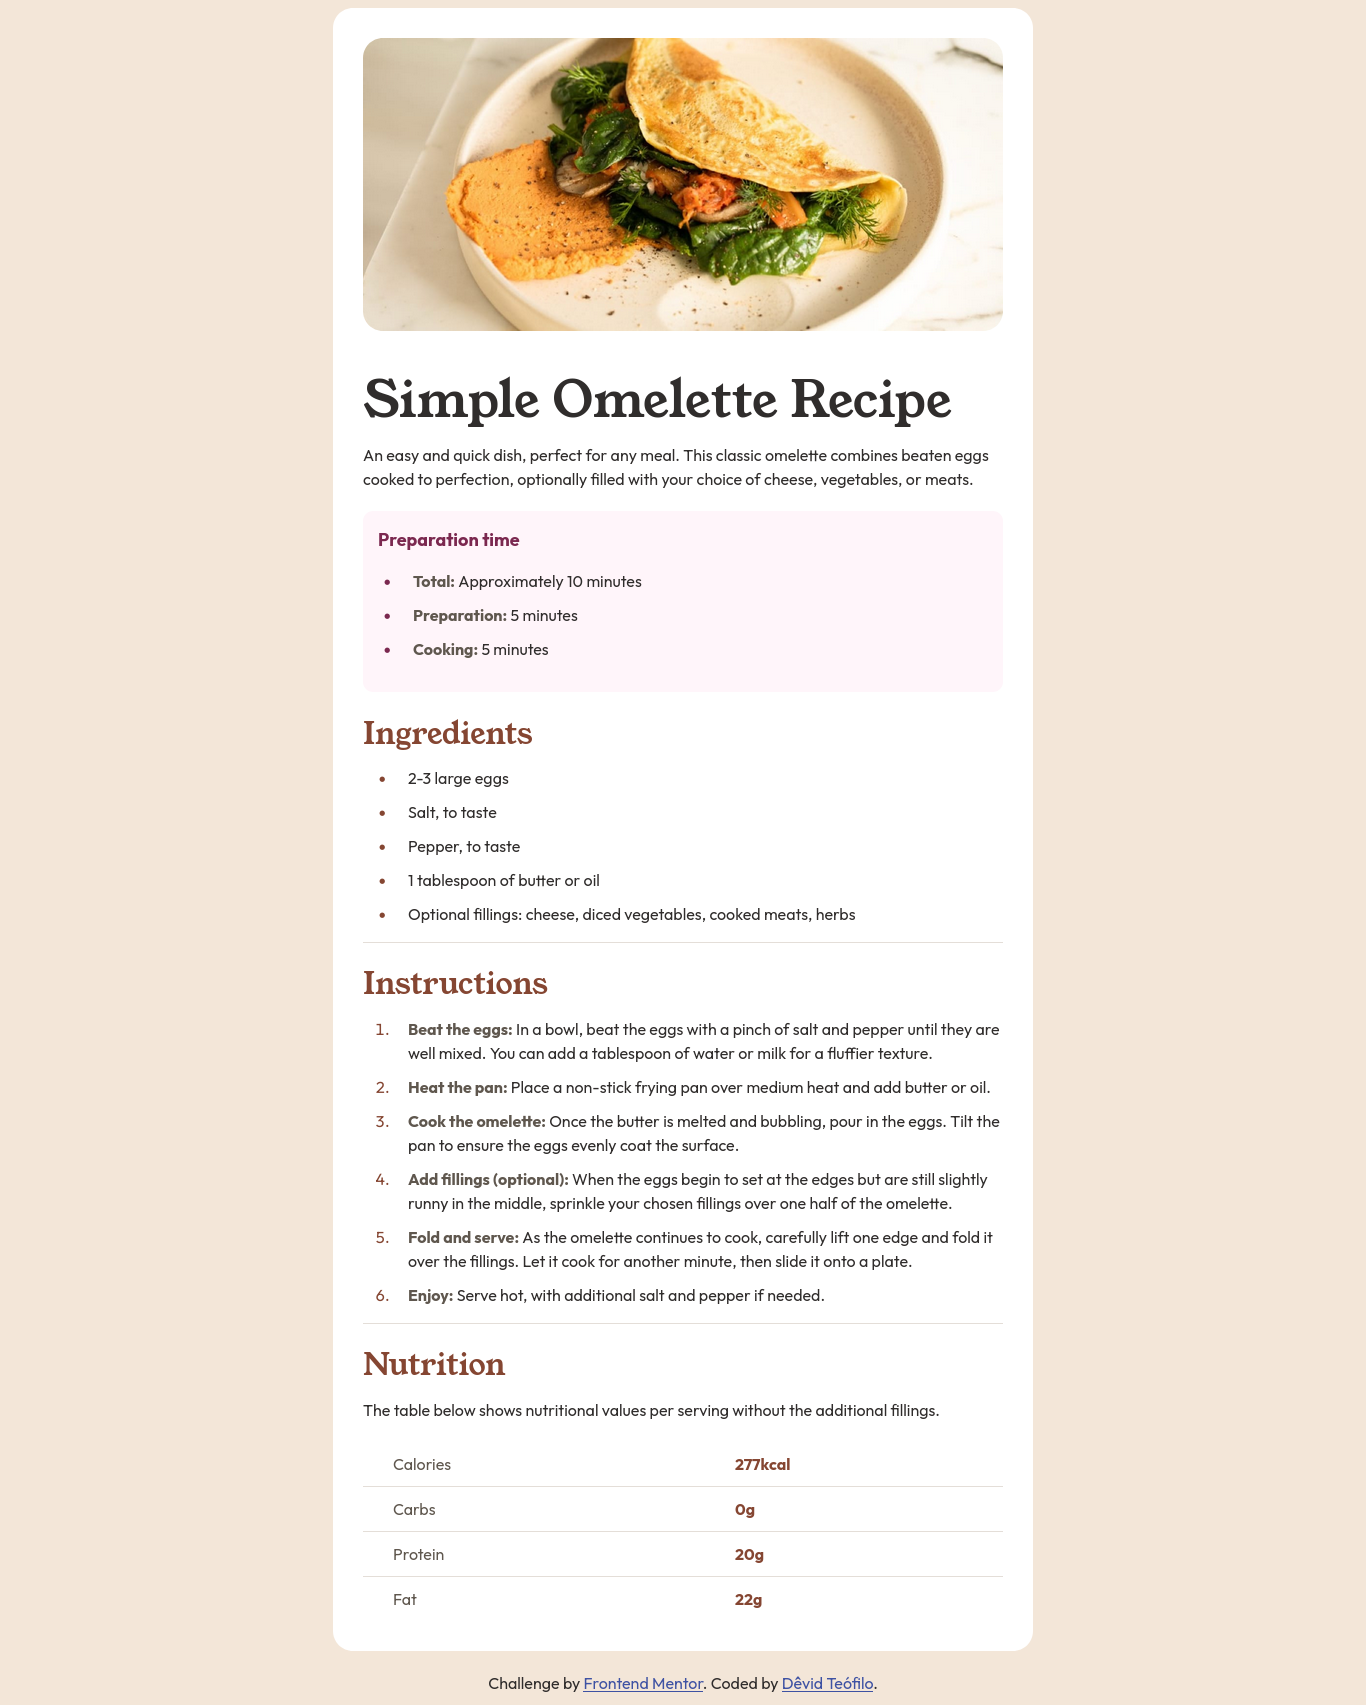 Simple Omelette Recipe
An easy and quick dish, perfect for any meal. This classic omelette combines beaten eggs
cooked to perfection, optionally filled with your choice of cheese, vegetables, or meats.
Preparation time
• Total: Approximately 10 minutes
• Preparation: 5 minutes
• Cooking: 5 minutes
Ingredients
• 2-3 large eggs
• Salt, to taste
• Pepper, to taste
• 1 tablespoon of butter or oil
• Optional fillings: cheese, diced vegetables, cooked meats, herbs
Instructions
1. Beat the eggs: In a bowl, beat the eggs with a pinch of salt and pepper until they are
well mixed. You can add a tablespoon of water or milk for a fluffier texture.
2. Heat the pan: Place a non-stick frying pan over medium heat and add butter or oil.
3. Cook the omelette: Once the butter is melted and bubbling, pour in the eggs. Tilt the
pan to ensure the eggs evenly coat the surface.
4. Add fillings (optional): When the eggs begin to set at the edges but are still slightly
runny in the middle, sprinkle your chosen fillings over one half of the omelette.
5. Fold and serve: As the omelette continues to cook, carefully lift one edge and fold it
over the fillings. Let it cook for another minute, then slide it onto a plate.
6. Enjoy: Serve hot, with additional salt and pepper if needed.
Nutrition
The table below shows nutritional values per serving without the additional fillings.
Calories 277kcal
Carbs 0g
Protein 20g
Fat 22g
Challenge by Frontend Mentor. Coded by Dêvid Teófilo.